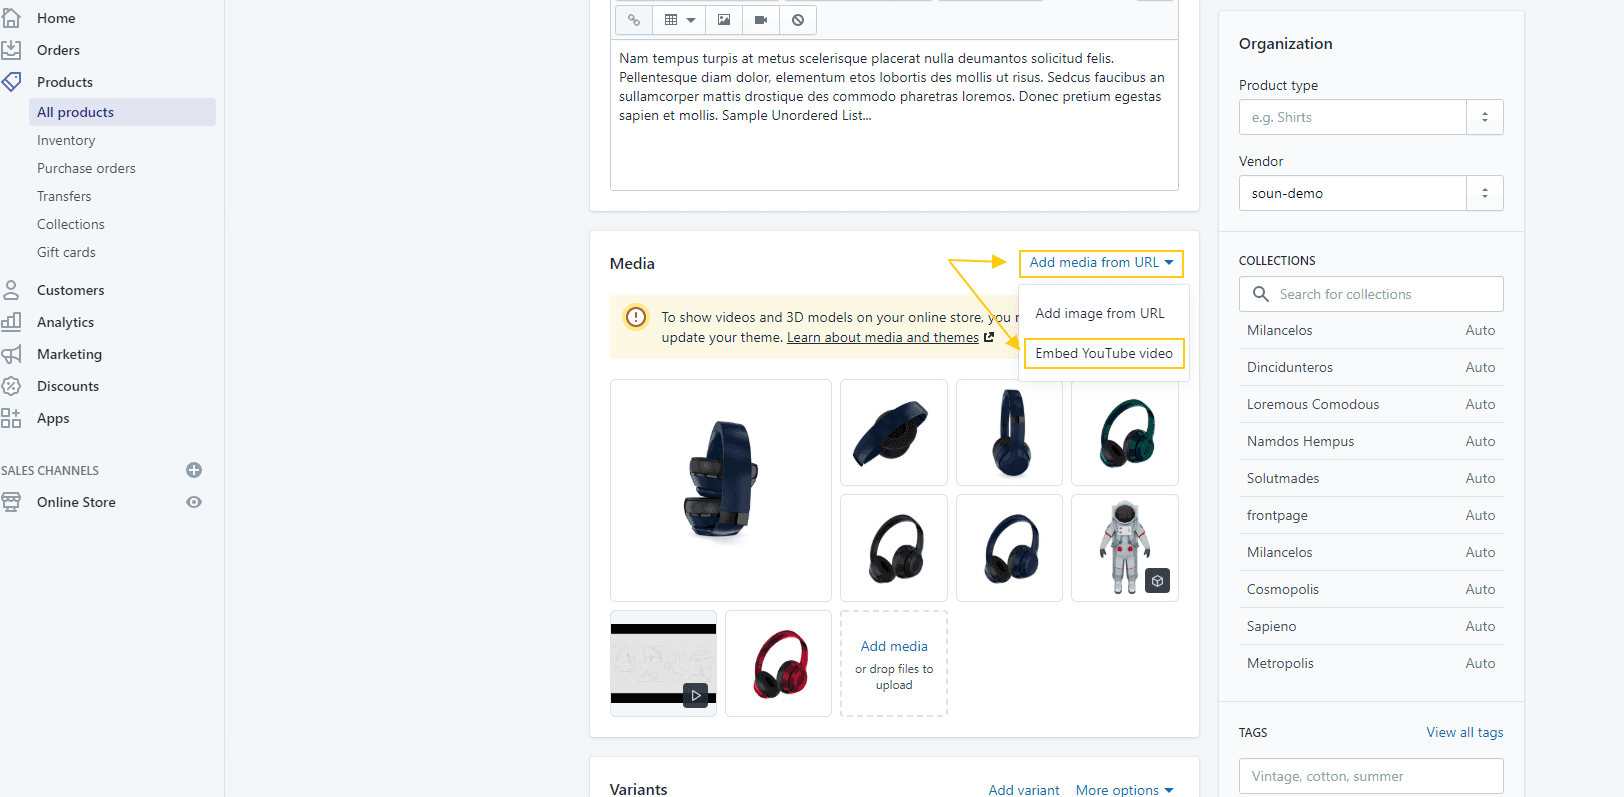 Home
Orders
Products
All products
Inventory
Purchase orders
Transfers
Collections
Gift cards
Customers
Analytics
Marketing
Discounts
Apps
SALES CHANNELS
Online Store
Nam tempus turpis at metus scelerisque placerat nulla deumantos solicitud felis.
Pellentesque diam dolor, elementum etos lobortis des mollis ut risus. Sedcus faucibus an
sullamcorper mattis drostique des commodo pharetras loremos. Donec pretium egestas
sapien et mollis. Sample Unordered List...
Media
Add media from URL
Add image from URL
Embed YouTube video
To show videos and 3D models on your online store, you
update your theme. Learn about media and themes
Add media
or drop files to
upload
Variants
Add variant
More options
Organization
Product type
e.g. Shirts
Vendor
soun-demo
COLLECTIONS
Search for collections
Milancelos Auto
Dincidunteros Auto
Loremous Comodous Auto
Namdos Hempus Auto
Solutmades Auto
frontpage Auto
Milancelos Auto
Cosmopolis Auto
Sapieno Auto
Metropolis Auto
TAGS
View all tags
Vintage, cotton, summer